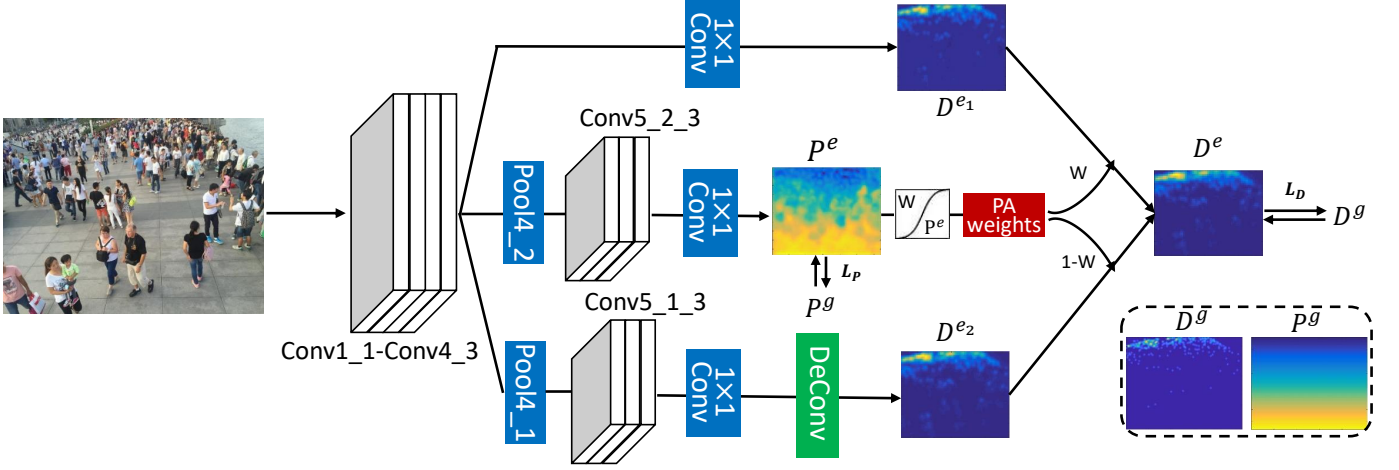 1×1
Conv
D^{e_1}
Conv5_2_3
Pool4_2
1×1
Conv
P^e
W
P^e
PA
weights
W
1-W
D^e
L_D
D^g
L_P
P^g
Conv1_1-Conv4_3
Conv5_1_3
Pool4_1
1×1
Conv
DeConv
D^{e_2}
D^g
P^g